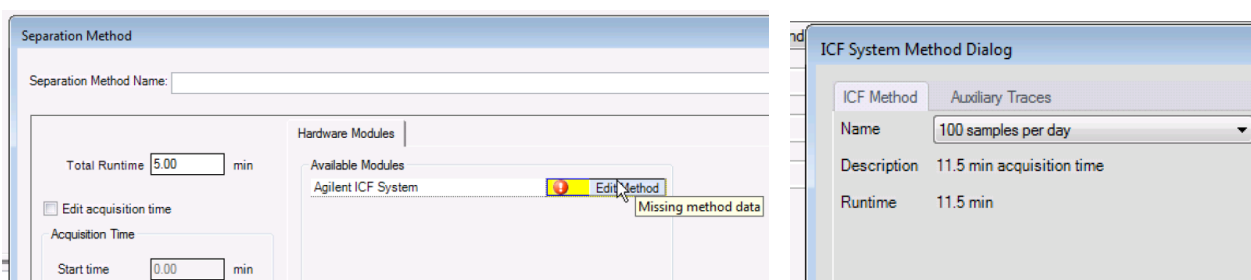 Separation Method
Separation Method Name:
Hardware Modules
Total Runtime 5.00 min
Available Modules
Agilent ICF System
Edit Method
Missing method data
Edit acquisition time
Acquisition Time
Start time 0.00 min
nd
ICF System Method Dialog
ICF Method Auxiliary Traces
Name 100 samples per day
Description 11.5 min acquisition time
Runtime 11.5 min